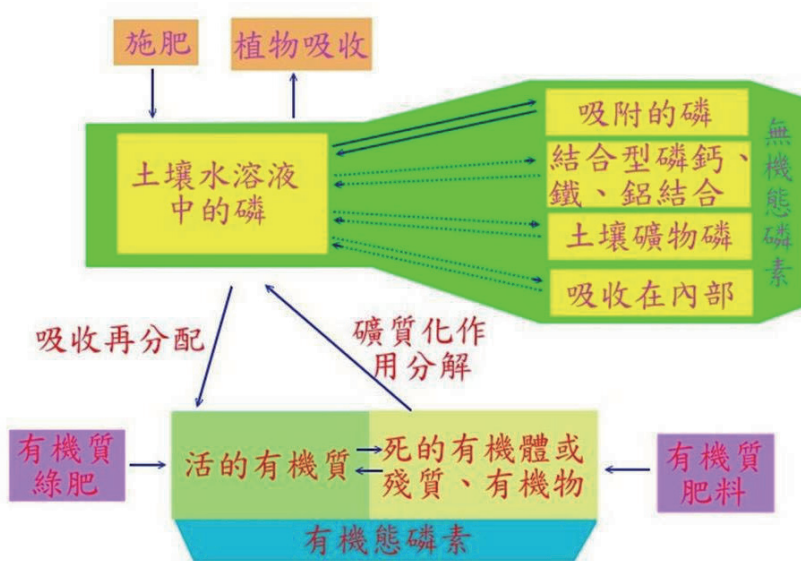 施肥
植物吸收
土壤水溶液
中的磷
吸附的磷
結合型磷鈣、
鐵、鋁結合
土壤礦物磷
吸收在內部
無機態磷素
吸收再分配
礦質化作
用分解
有機質
綠肥
活的有機質
死的有機體或
殘質、有機物
有機質
肥料
有機態磷素